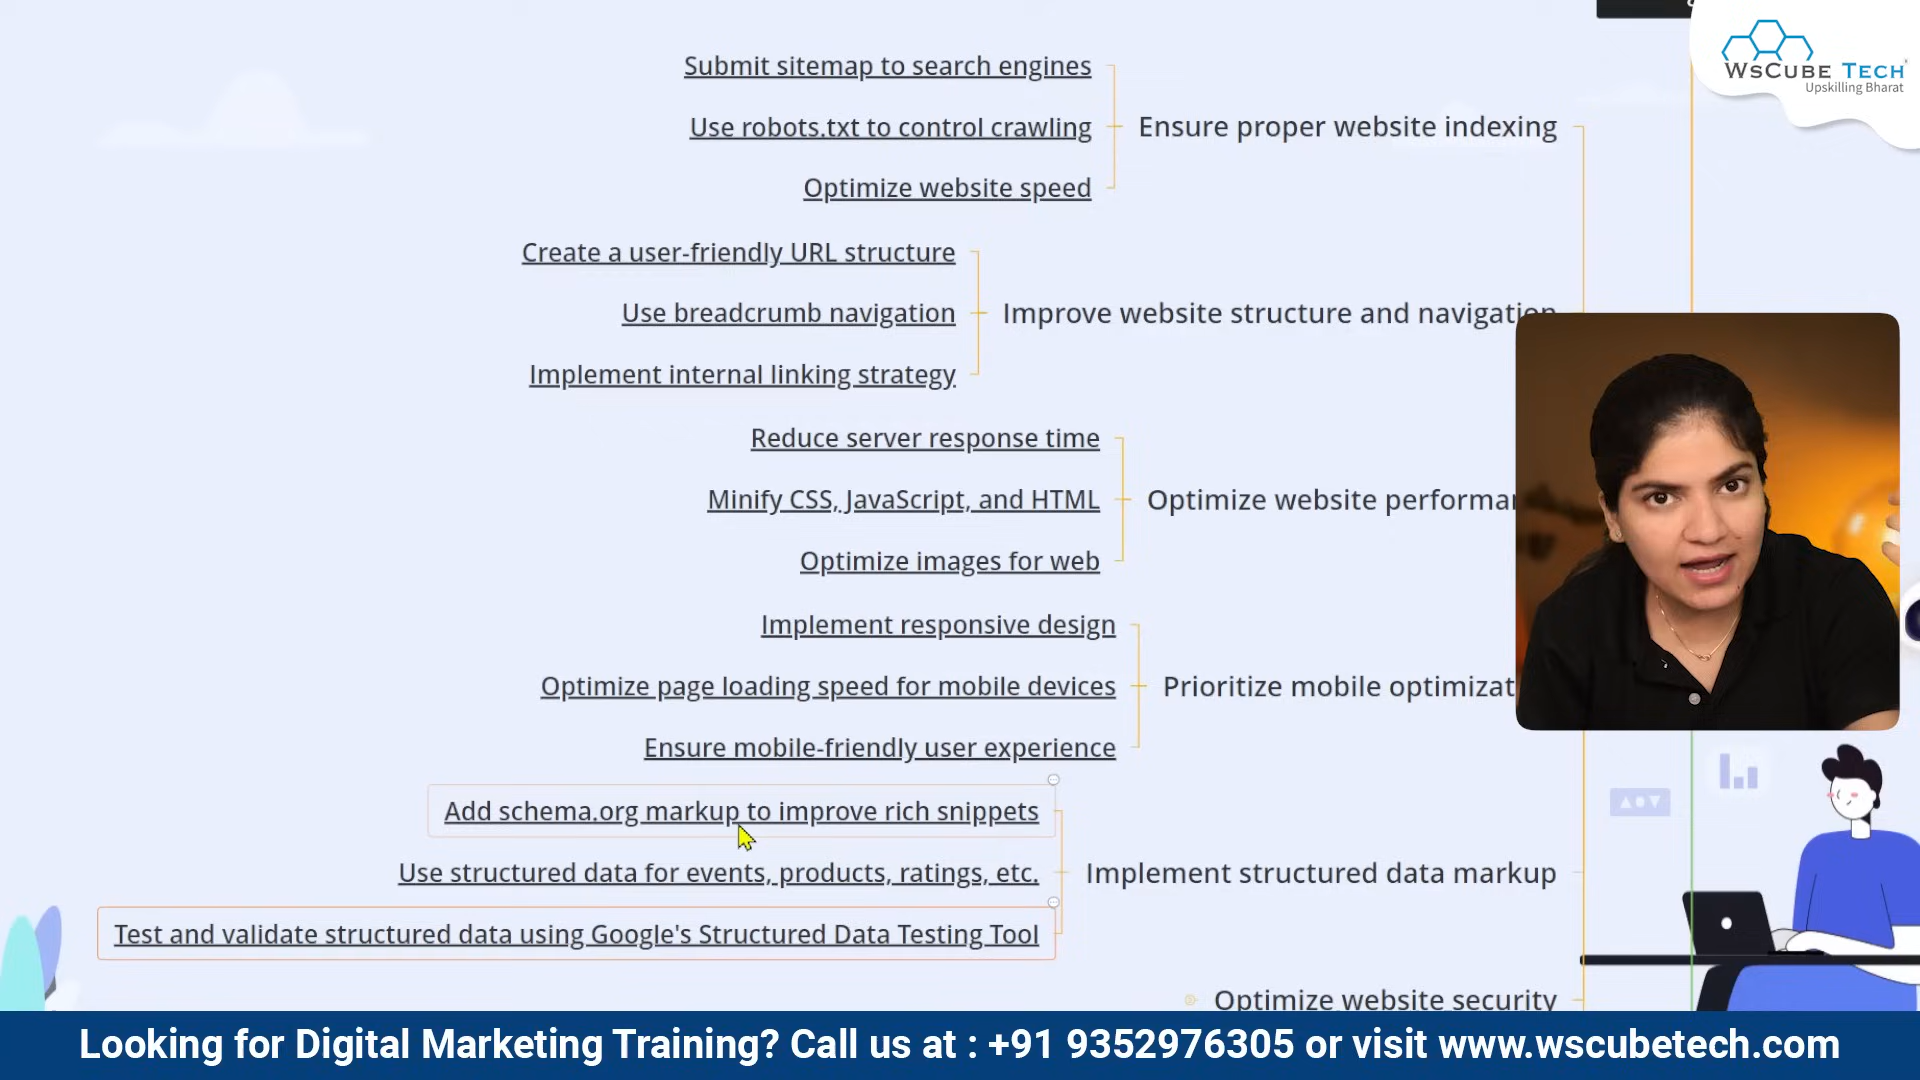 WSCUBE TECH
Upskilling Bharat
Submit sitemap to search engines
Use robots.txt to control crawling
Optimize website speed
Ensure proper website indexing
Create a user-friendly URL structure
Use breadcrumb navigation
Implement internal linking strategy
Improve website structure and navigation
Reduce server response time
Minify CSS, JavaScript, and HTML
Optimize images for web
Optimize website performan
Implement responsive design
Optimize page loading speed for mobile devices
Ensure mobile-friendly user experience
Prioritize mobile optimizat
Add schema.org markup to improve rich snippets
Use structured data for events, products, ratings, etc.
Test and validate structured data using Google's Structured Data Testing Tool
Implement structured data markup
Optimize website security
Looking for Digital Marketing Training? Call us at : +91 9352976305 or visit www.wscubetech.com